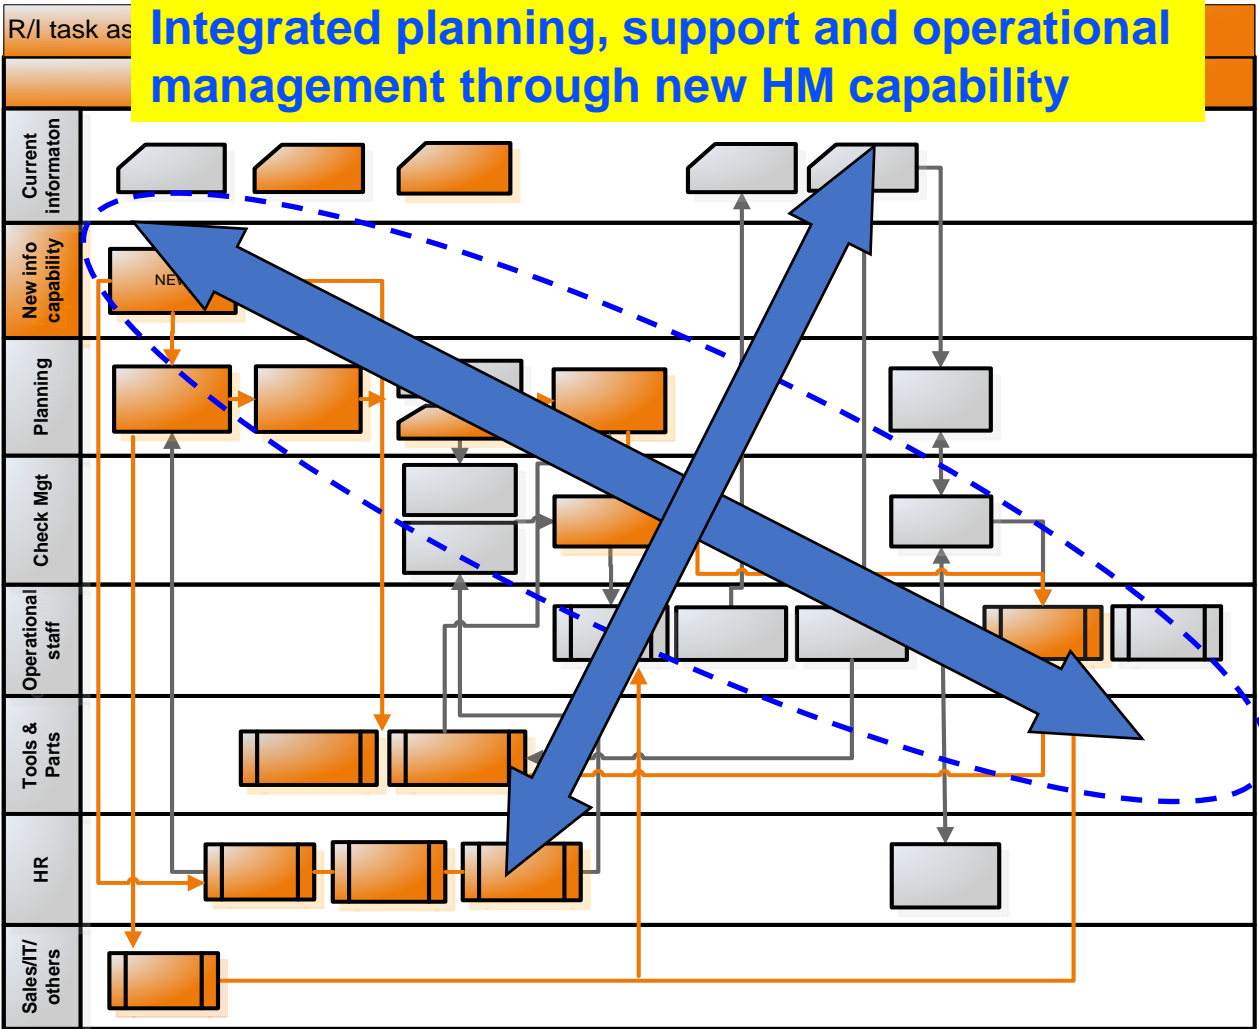 R/I task as
Integrated planning, support and operational
management through new HM capability
Current
informaton
New info
capability
NEW
Planning
Check Mgt
Operational
staff
Tools &
Parts
HR
Sales/IT/
others